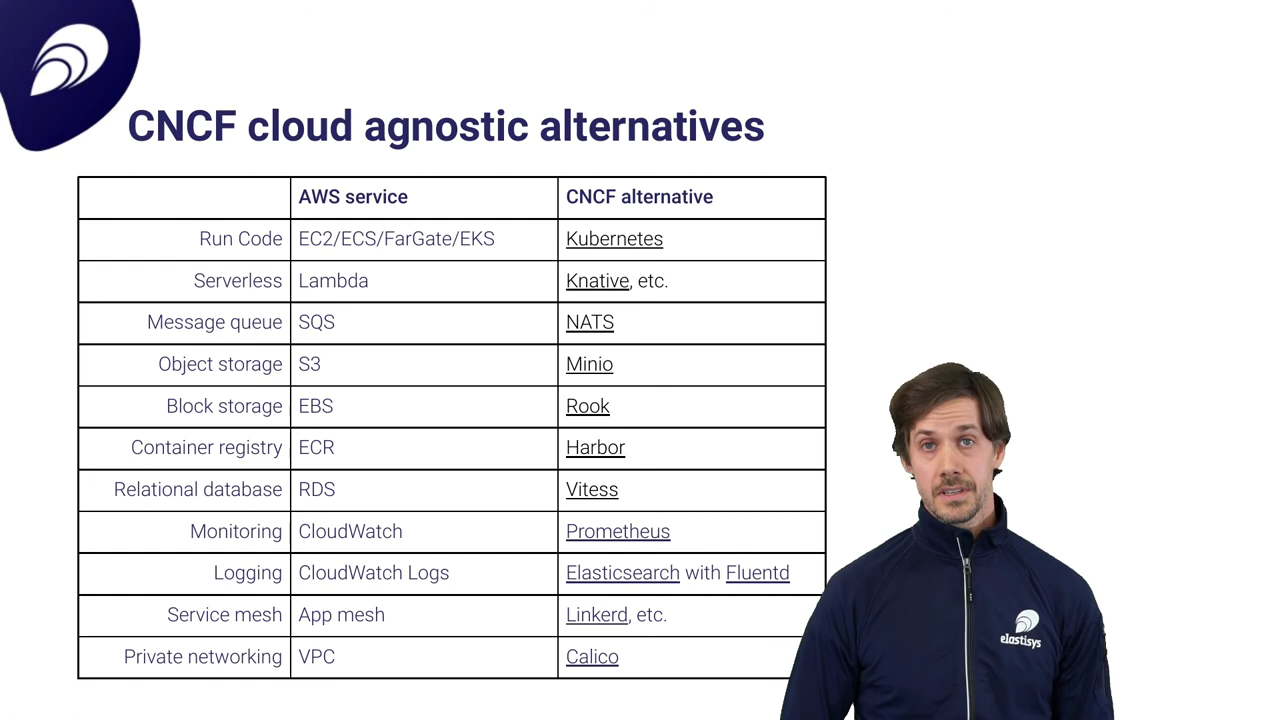 CNCF cloud agnostic alternatives
AWS service CNCF alternative
Run Code EC2/ECS/FarGate/EKS Kubernetes
Serverless Lambda Knative, etc.
Message queue SQS NATS
Object storage S3 Minio
Block storage EBS Rook
Container registry ECR Harbor
Relational database RDS Vitess
Monitoring CloudWatch Prometheus
Logging CloudWatch Logs Elasticsearch with Fluentd
Service mesh App mesh Linkerd, etc.
Private networking VPC Calico
elastisys